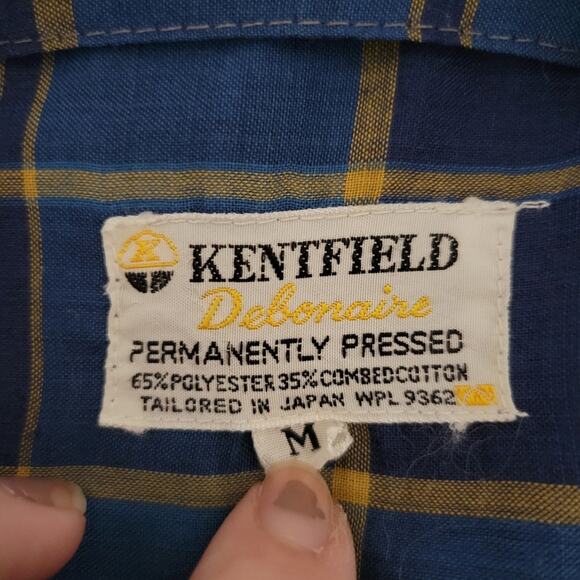 K
KENTFIELD
Debonaire
PERMANENTLY PRESSED
65%POLYESTER 35%COMBEDCOTTON
TAILORED IN JAPAN WPL 9362
M